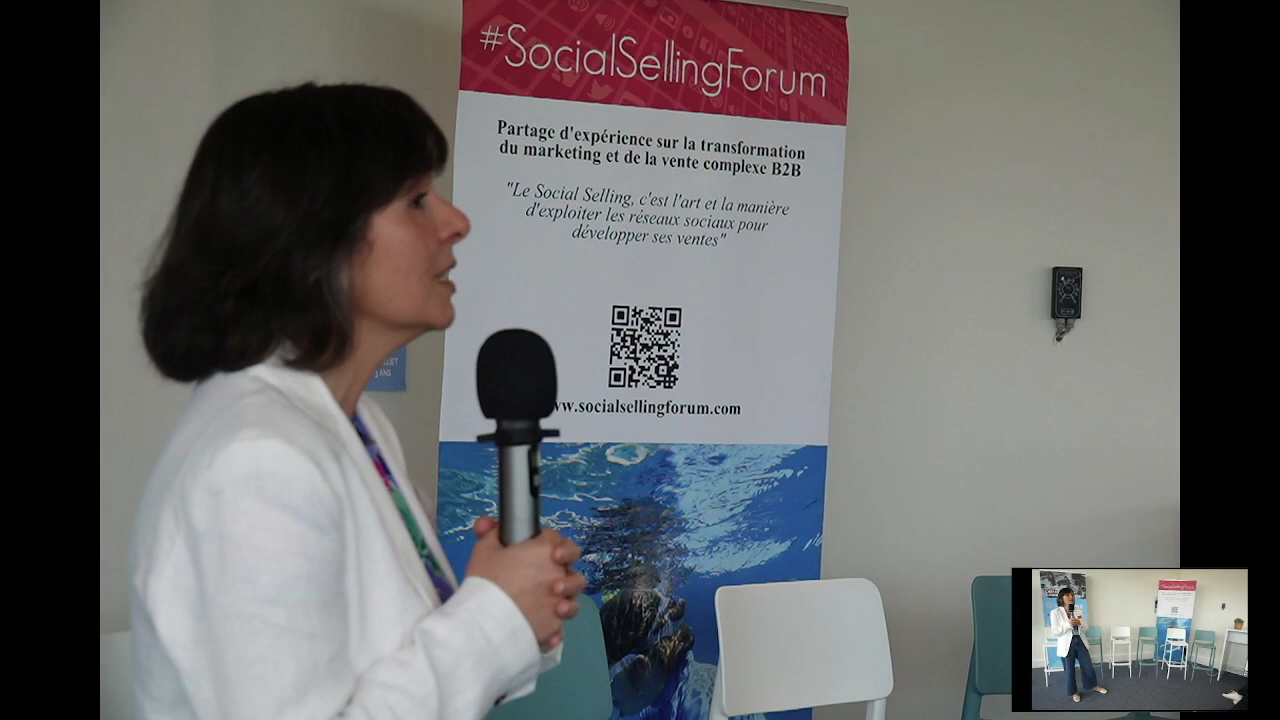 #SocialSellingForum
Partage d'expérience sur la transformation
du marketing et de la vente complexe B2B
"Le Social Selling, c'est l'art et la manière
d'exploiter les réseaux sociaux pour
développer ses ventes"
www.socialsellingforum.com
ANS